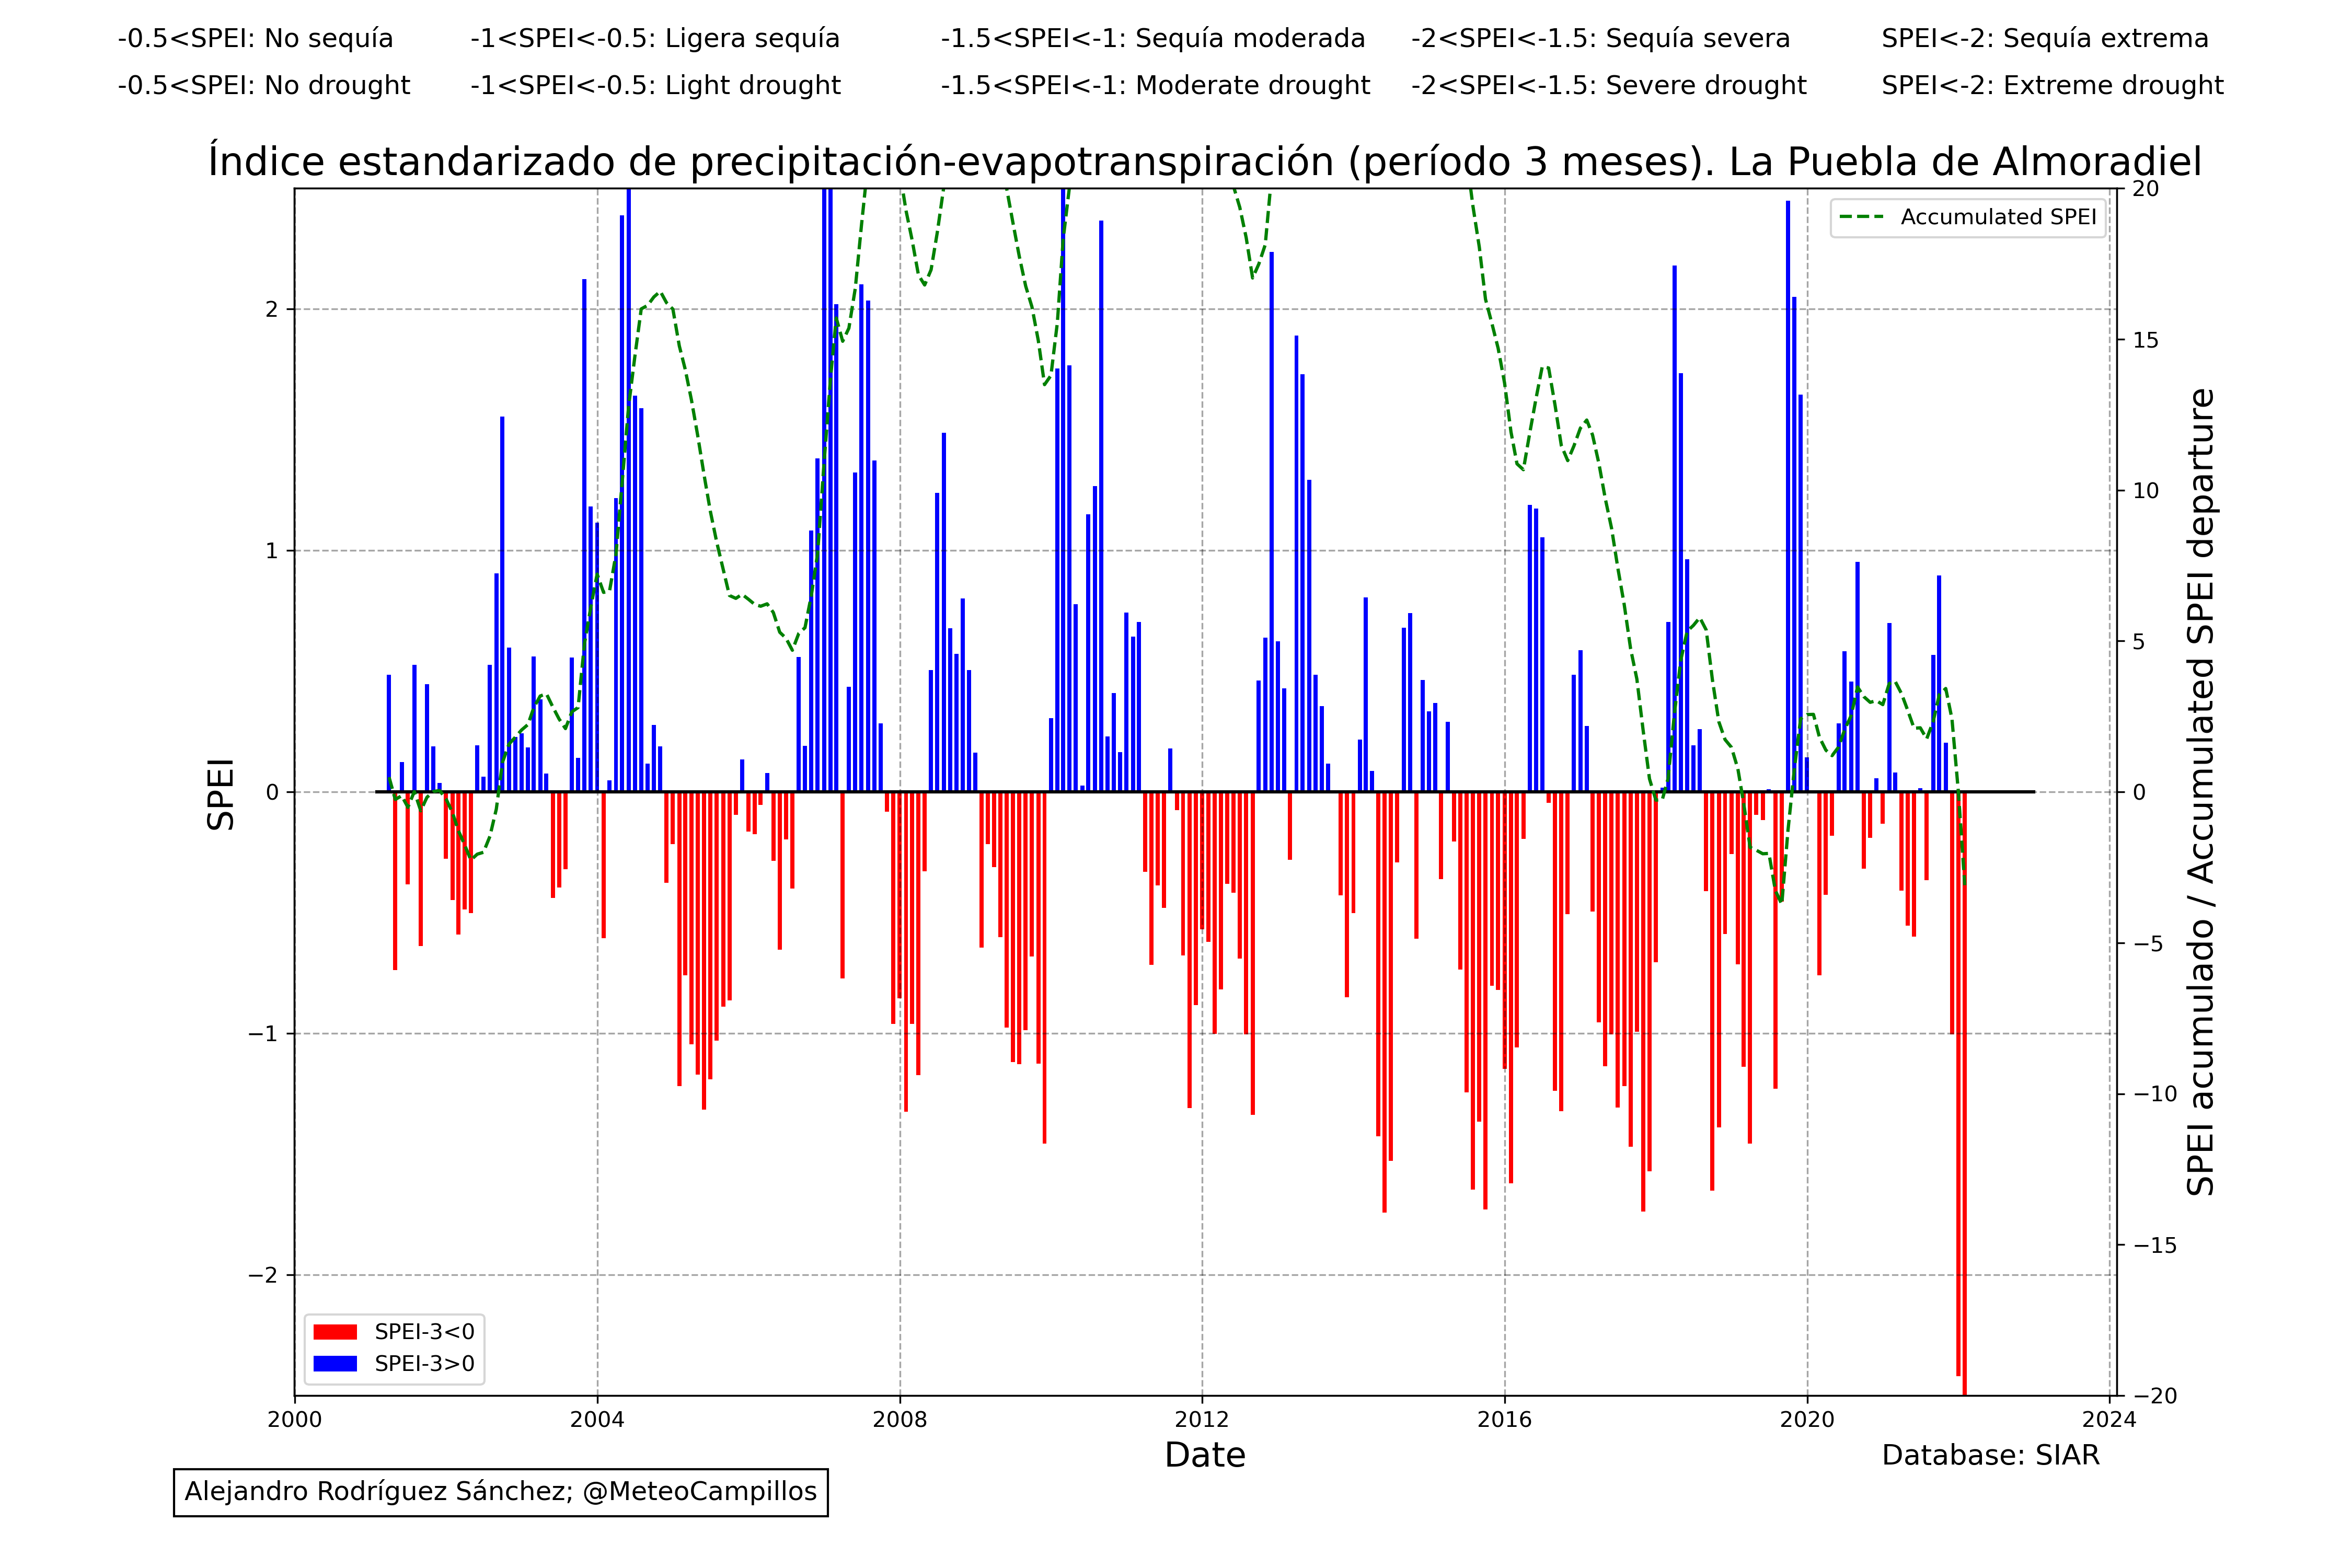 -0.5<SPEI: No sequía -1<SPEI<-0.5: Ligera sequía -1.5<SPEI<-1: Sequía moderada -2<SPEI<-1.5: Sequía severa SPEI<-2: Sequía extrema
-0.5<SPEI: No drought -1<SPEI<-0.5: Light drought -1.5<SPEI<-1: Moderate drought -2<SPEI<-1.5: Severe drought SPEI<-2: Extreme drought
Índice estandarizado de precipitación-evapotranspiración (período 3 meses). La Puebla de Almoradiel
Accumulated SPEI
SPEI
2
1
0
−1
−2
20
15
10
5
0
−5
−10
−15
−20
SPEI acumulado / Accumulated SPEI departure
SPEI-3<0
SPEI-3>0
2000 2004 2008 2012 2016 2020 2024
Date
Database: SIAR
Alejandro Rodríguez Sánchez; @MeteoCampillos